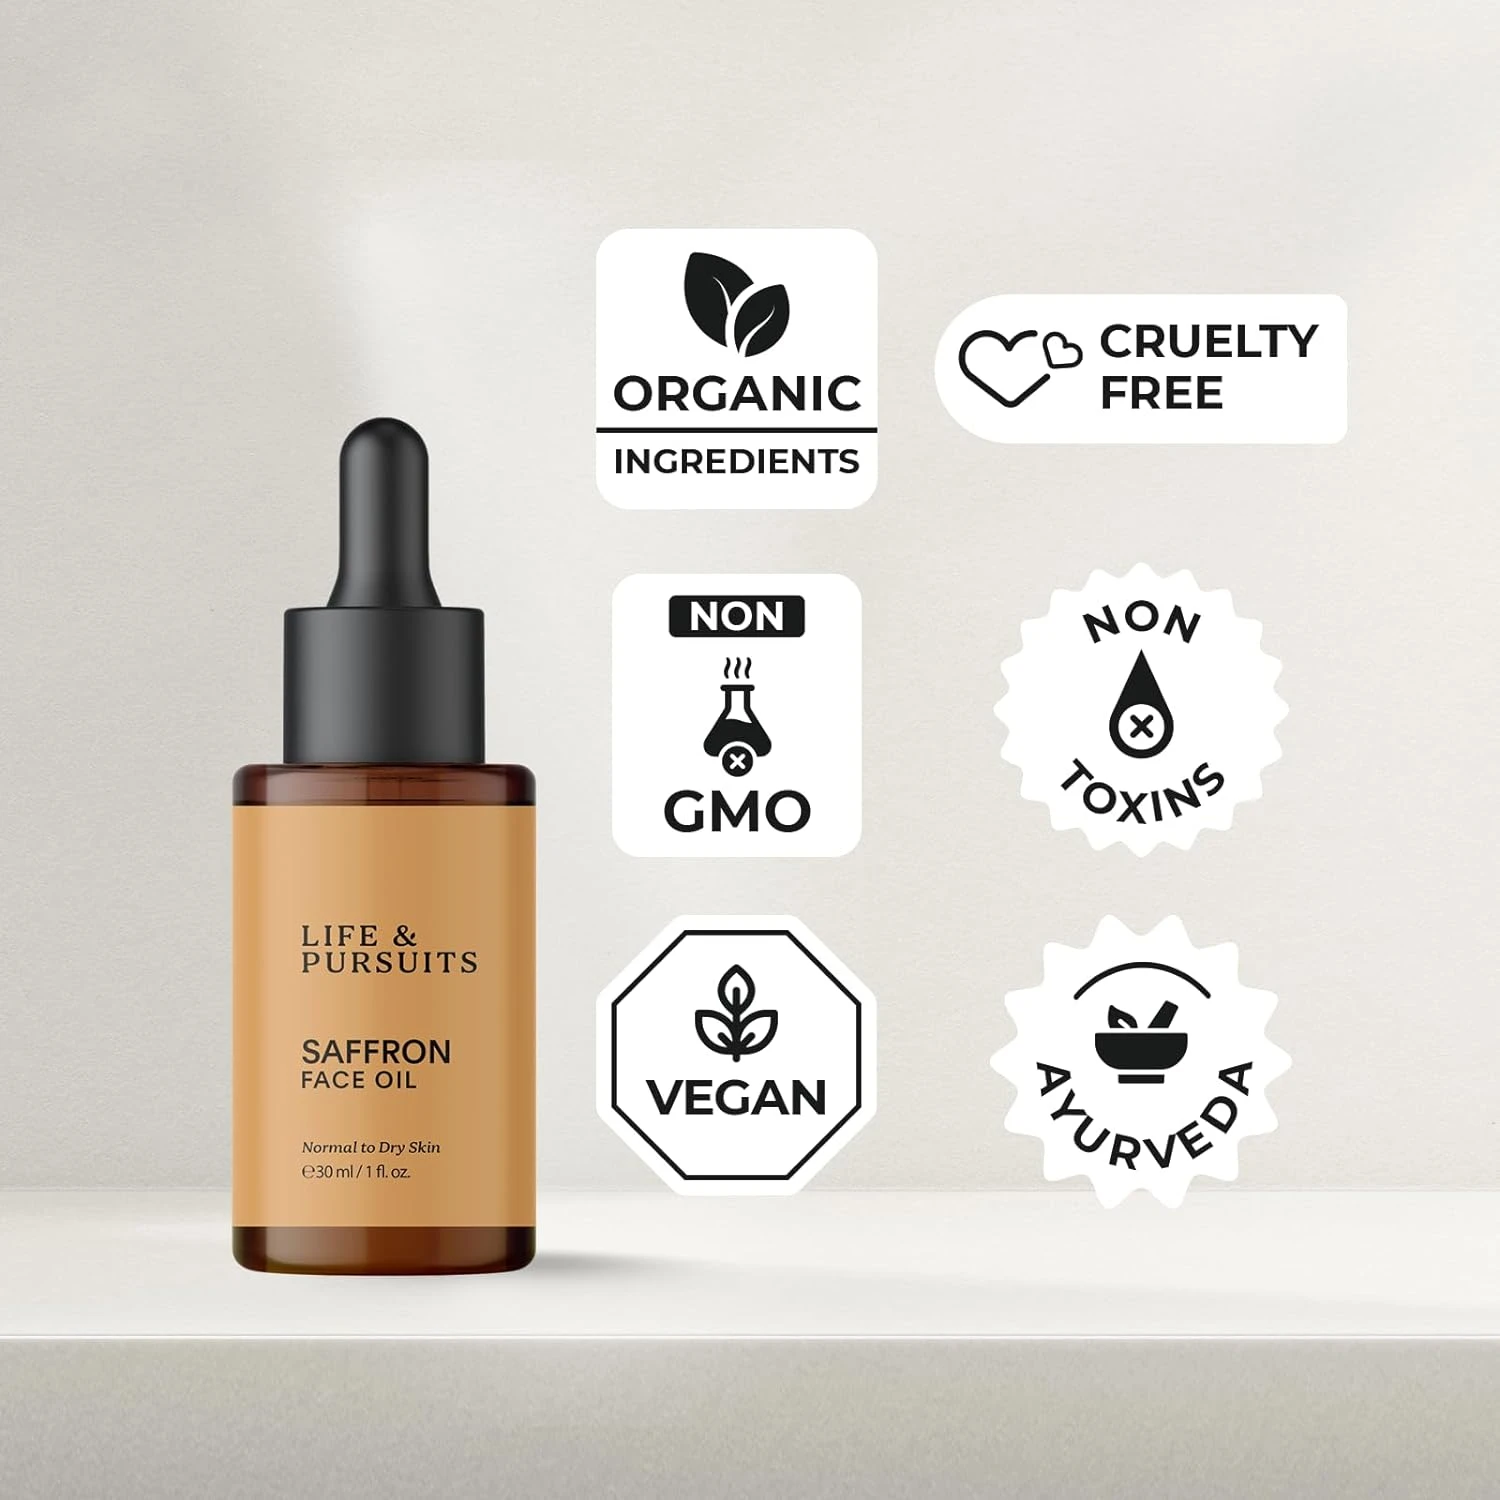 ORGANIC
INGREDIENTS
CRUELTY
FREE
NON
GMO
NON
TOXINS
VEGAN
AYURVEDA
LIFE &
PURSUITS
SAFFRON
FACE OIL
Normal to Dry Skin
℮30 ml / 1 fl. oz.